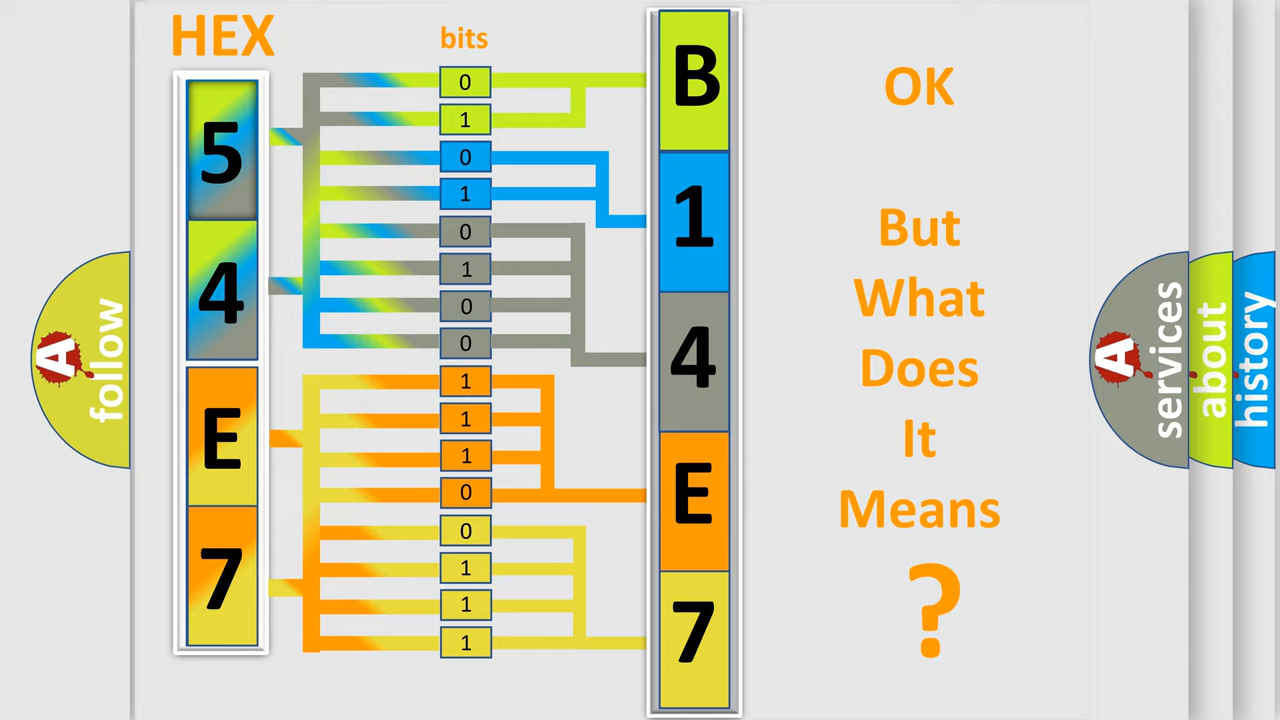 HEX
bits
5
4
E
7
0
1
0
1
0
1
0
0
1
1
1
0
0
1
1
1
B
1
4
E
7
OK
But
What
Does
It
Means
?
A
follow
A
services
about
history